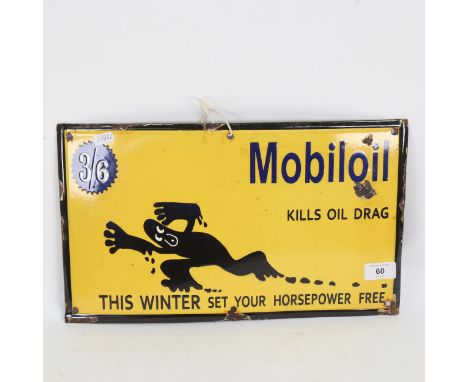 3/6
Mobiloil
KILLS OIL DRAG
60
THIS WINTER SET YOUR HORSEPOWER FREE